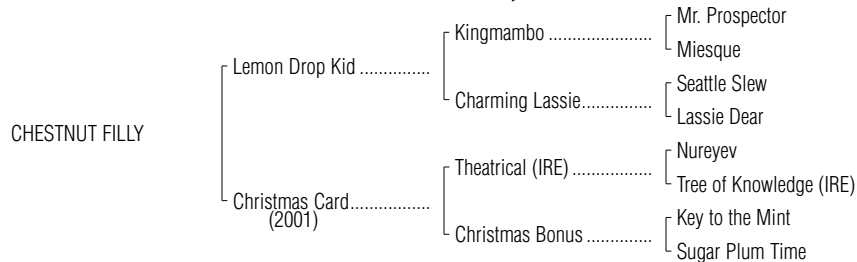 Mr. Prospector
Kingmambo ......................
Miesque
Lemon Drop Kid ...............
Seattle Slew
Charming Lassie...............
Lassie Dear
CHESTNUT FILLY
Nureyev
Theatrical (IRE) .................
Tree of Knowledge (IRE)
Christmas Card.................
(2001)
Key to the Mint
Christmas Bonus ..............
Sugar Plum Time